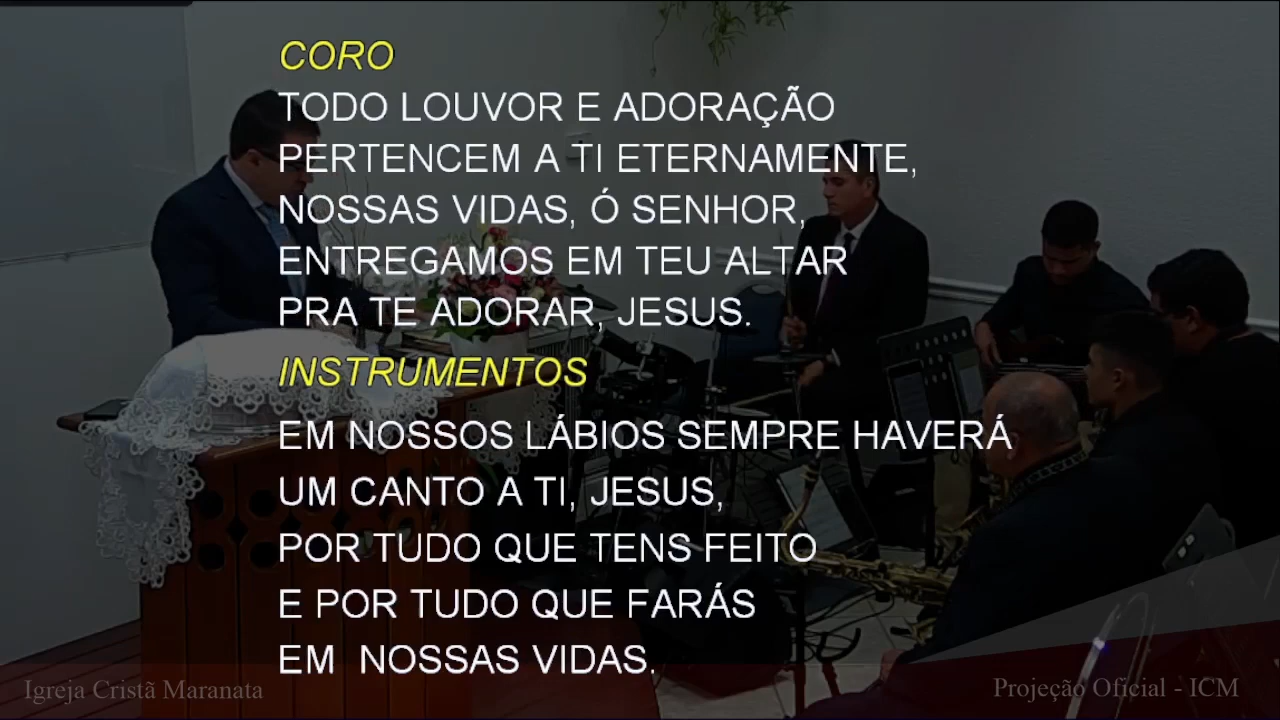 CORO
TODO LOUVOR E ADORAÇÃO
PERTENCEM A TI ETERNAMENTE,
NOSSAS VIDAS, Ó SENHOR,
ENTREGAMOS EM TEU ALTAR
PRA TE ADORAR, JESUS.
INSTRUMENTOS
EM NOSSOS LÁBIOS SEMPRE HAVERÁ
UM CANTO A TI, JESUS,
POR TUDO QUE TENS FEITO
E POR TUDO QUE FARÁS
EM NOSSAS VIDAS.
Igreja Cristã Maranata
Projeção Oficial - ICM